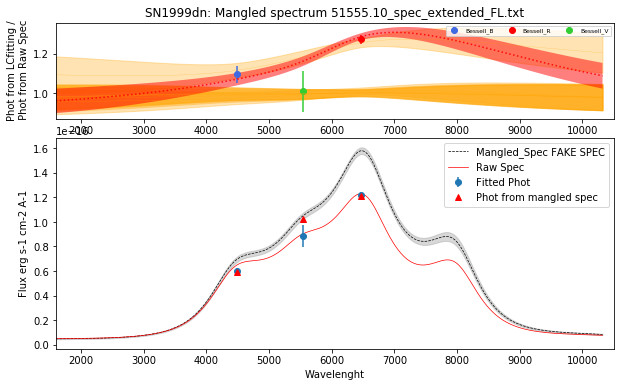 SN1999dn: Mangled spectrum 51555.10_spec_extended_FL.txt
Phot from LCfitting /
Phot from Raw Spec
1.2
1.0
Bessell_B
Bessell_R
Bessell_V
2000 3000 4000 5000 6000 7000 8000 9000 10000
1e−16
Flux erg s-1 cm-2 A-1
1.6
1.4
1.2
1.0
0.8
0.6
0.4
0.2
0.0
Mangled_Spec FAKE SPEC
Raw Spec
Fitted Phot
Phot from mangled spec
2000 3000 4000 5000 6000 7000 8000 9000 10000
Wavelenght